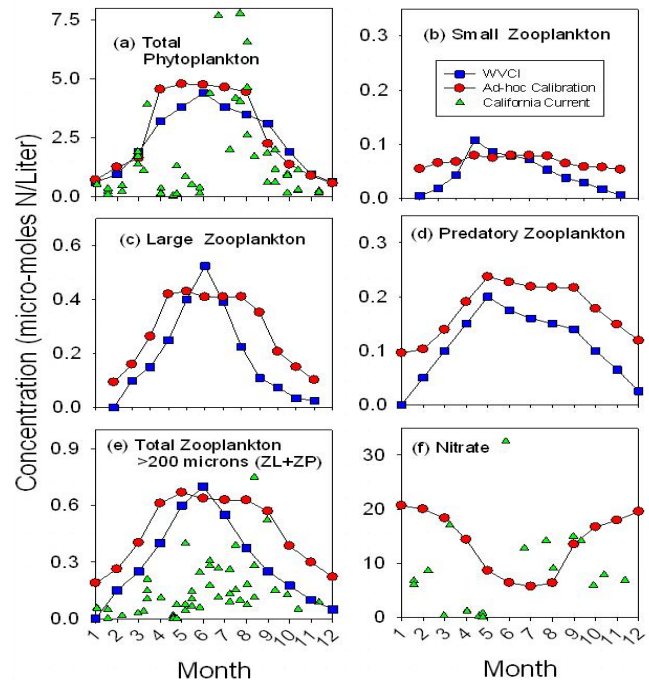 Concentration (micro-moles N/Liter)
7.5
5.0
2.5
0.0
(a) Total
Phytoplankton
0.3
0.2
0.1
0.0
(b) Small Zooplankton
WVCI
Ad-hoc Calibration
California Current
0.6
0.4
0.2
0.0
(c) Large Zooplankton
0.3
0.2
0.1
0.0
(d) Predatory Zooplankton
0.9
0.6
0.3
0.0
(e) Total Zooplankton
>200 microns (ZL+ZP)
1 2 3 4 5 6 7 8 9 10 11 12
Month
30
20
10
0
(f) Nitrate
1 2 3 4 5 6 7 8 9 10 11 12
Month